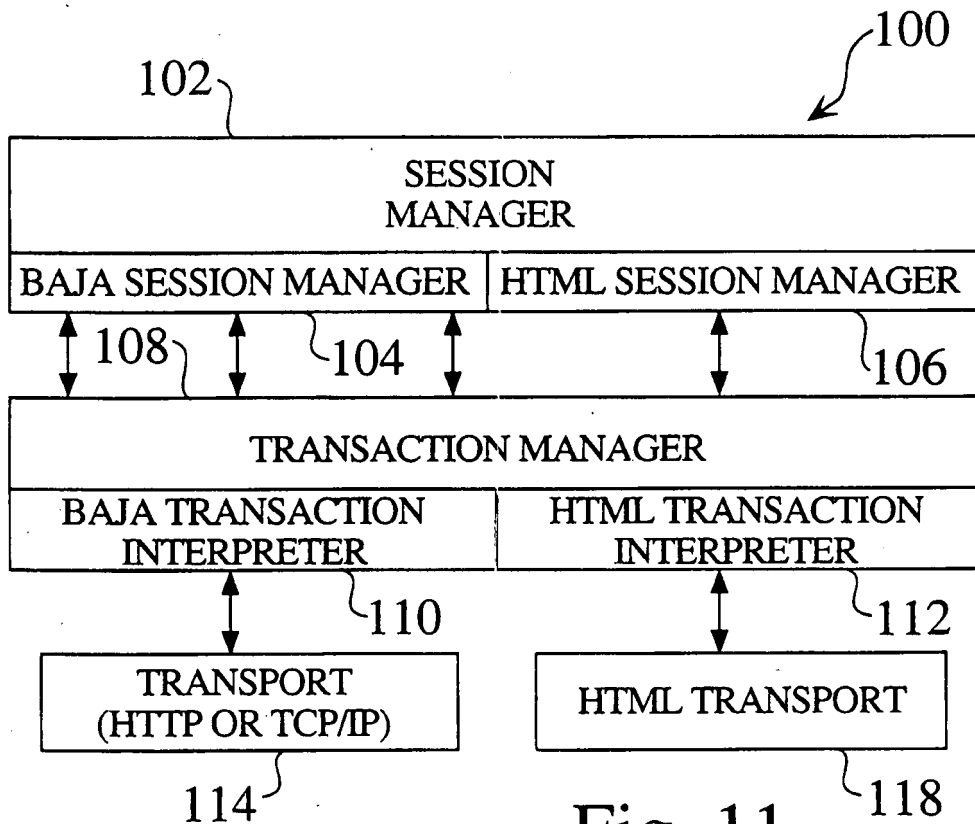 100
102
SESSION
MANAGER
BAJA SESSION MANAGER
HTML SESSION MANAGER
108
104
106
TRANSACTION MANAGER
BAJA TRANSACTION
INTERPRETER
HTML TRANSACTION
INTERPRETER
110
112
TRANSPORT
(HTTP OR TCP/IP)
HTML TRANSPORT
114
118
Fig. 11